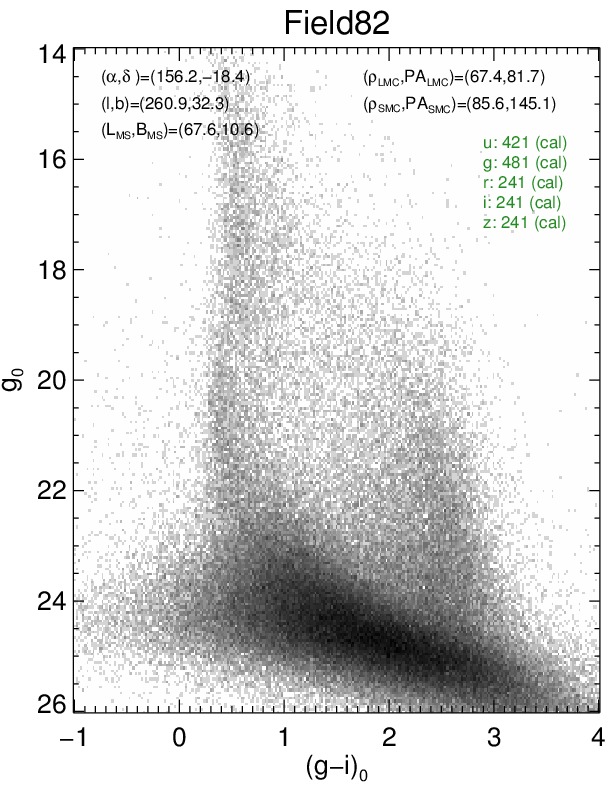 Field82
(α,δ )=(156.2,−18.4)
(l,b)=(260.9,32.3)
(L_MS,B_MS)=(67.6,10.6)
(ρ_LMC,PA_LMC)=(67.4,81.7)
(ρ_SMC,PA_SMC)=(85.6,145.1)
u: 421 (cal)
g: 481 (cal)
r: 241 (cal)
i: 241 (cal)
z: 241 (cal)
14
16
18
20
22
24
26
g₀
−1 0 1 2 3 4
(g−i)₀